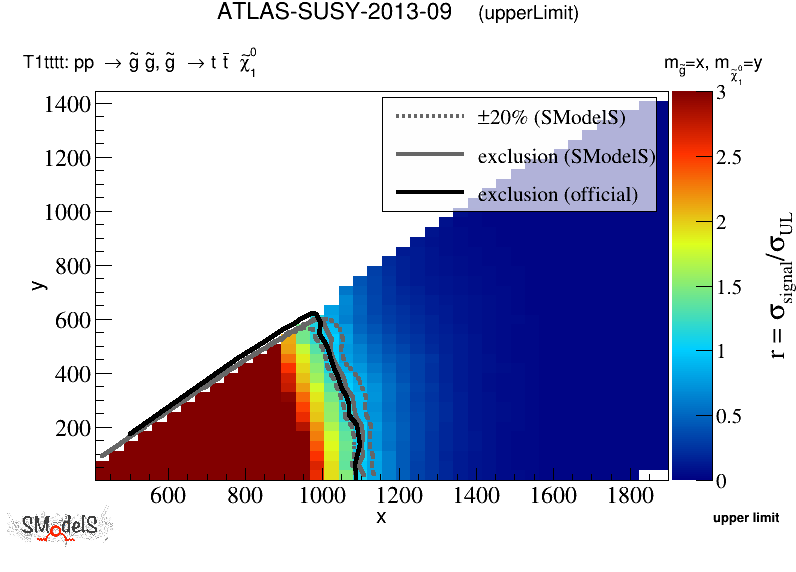 ATLAS-SUSY-2013-09 (upperLimit)
T1tttt: pp → g̃ g̃, g̃ → t t̄ χ̃₁⁰
m_g̃=x, m_χ̃₁⁰=y
±20% (SModelS)
exclusion (SModelS)
exclusion (official)
1400
1200
1000
800
600
400
200
y
600 800 1000 1200 1400 1600 1800
x
3
2.5
2
1.5
1
0.5
0
r = σ_signal/σ_UL
SModelS
upper limit